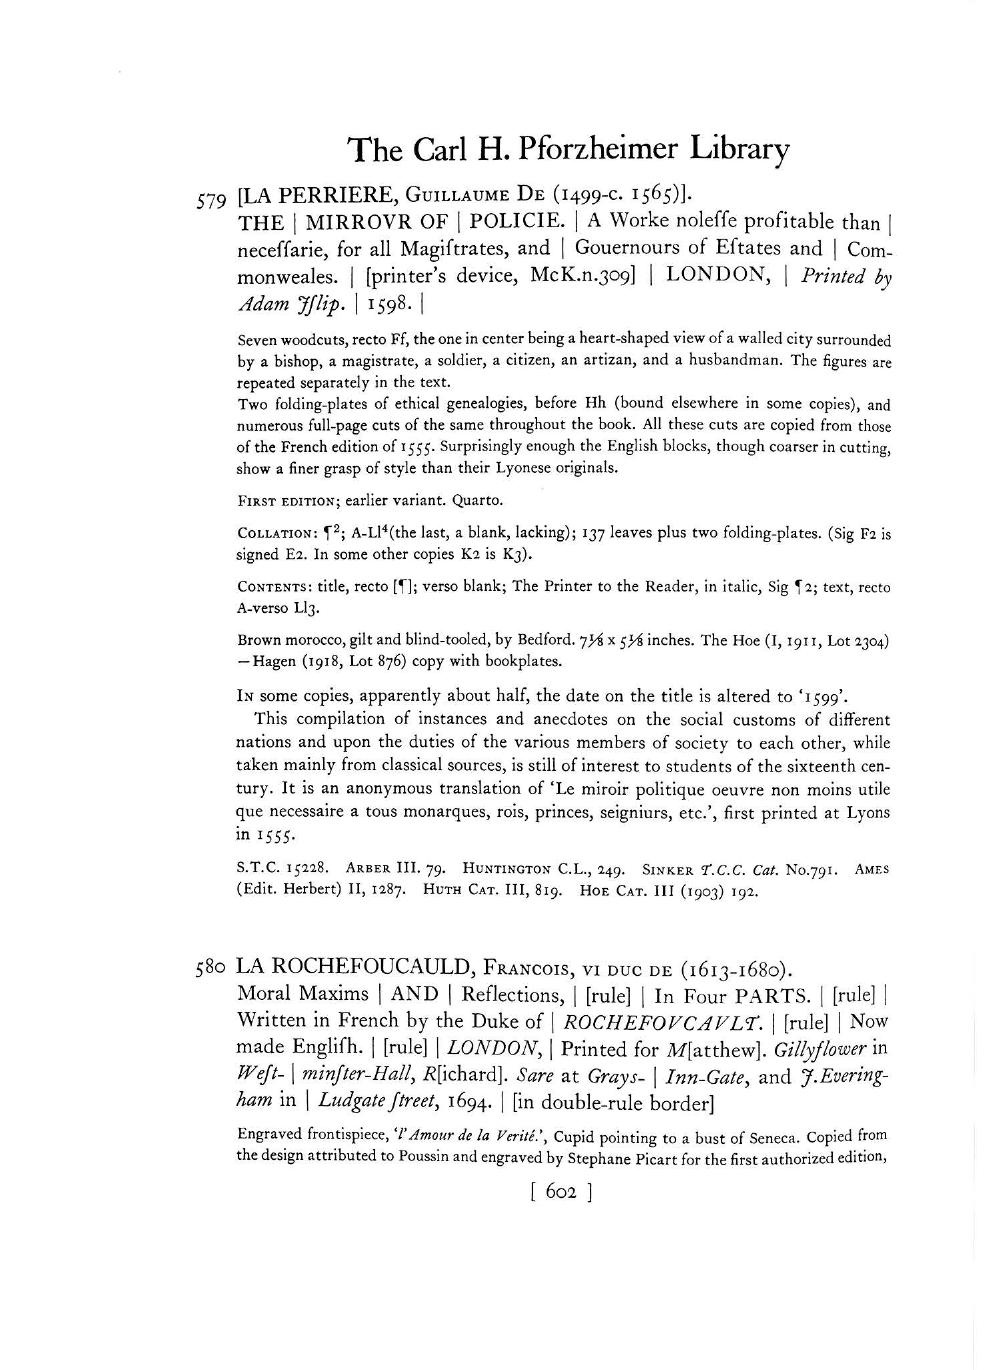 The Carl H. Pforzheimer Library
579 [LA PERRIERE, GUILLAUME DE (1499-c. 1565)].
THE | MIRROVR OF | POLICIE. | A Worke noleſſe profitable than |
neceſſarie, for all Magiſtrates, and | Gouernours of Eſtates and | Com-
monweales. | [printer's device, McK.n.309] | LONDON, | Printed by
Adam Iſlip. | 1598. |
Seven woodcuts, recto Ff, the one in center being a heart-shaped view of a walled city surrounded
by a bishop, a magistrate, a soldier, a citizen, an artizan, and a husbandman. The figures are
repeated separately in the text.
Two folding-plates of ethical genealogies, before Hh (bound elsewhere in some copies), and
numerous full-page cuts of the same throughout the book. All these cuts are copied from those
of the French edition of 1555. Surprisingly enough the English blocks, though coarser in cutting,
show a finer grasp of style than their Lyonese originals.
FIRST EDITION; earlier variant. Quarto.
COLLATION: ¶²; A-Ll⁴(the last, a blank, lacking); 137 leaves plus two folding-plates. (Sig F2 is
signed E2. In some other copies K2 is K3).
CONTENTS: title, recto [¶]; verso blank; The Printer to the Reader, in italic, Sig ¶2; text, recto
A-verso Ll3.
Brown morocco, gilt and blind-tooled, by Bedford. 7⅛ x 5⅛ inches. The Hoe (I, 1911, Lot 2304)
—Hagen (1918, Lot 876) copy with bookplates.
IN some copies, apparently about half, the date on the title is altered to '1599'.
This compilation of instances and anecdotes on the social customs of different
nations and upon the duties of the various members of society to each other, while
taken mainly from classical sources, is still of interest to students of the sixteenth cen-
tury. It is an anonymous translation of 'Le miroir politique oeuvre non moins utile
que necessaire a tous monarques, rois, princes, seigniurs, etc.', first printed at Lyons
in 1555.
S.T.C. 15228. ARBER III. 79. HUNTINGTON C.L., 249. SINKER T.C.C. Cat. No.791. AMES
(Edit. Herbert) II, 1287. HUTH CAT. III, 819. HOE CAT. III (1903) 192.
580 LA ROCHEFOUCAULD, FRANCOIS, VI DUC DE (1613-1680).
Moral Maxims | AND | Reflections, | [rule] | In Four PARTS. | [rule] |
Written in French by the Duke of | ROCHEFOVCAVLT. | [rule] | Now
made Engliſh. | [rule] | LONDON, | Printed for M[atthew]. Gillyflower in
Weſt- | minſter-Hall, R[ichard]. Sare at Grays- | Inn-Gate, and J.Evering-
ham in | Ludgate ſtreet, 1694. | [in double-rule border]
Engraved frontispiece, 'l'Amour de la Verité.', Cupid pointing to a bust of Seneca. Copied from
the design attributed to Poussin and engraved by Stephane Picart for the first authorized edition,
[ 602 ]